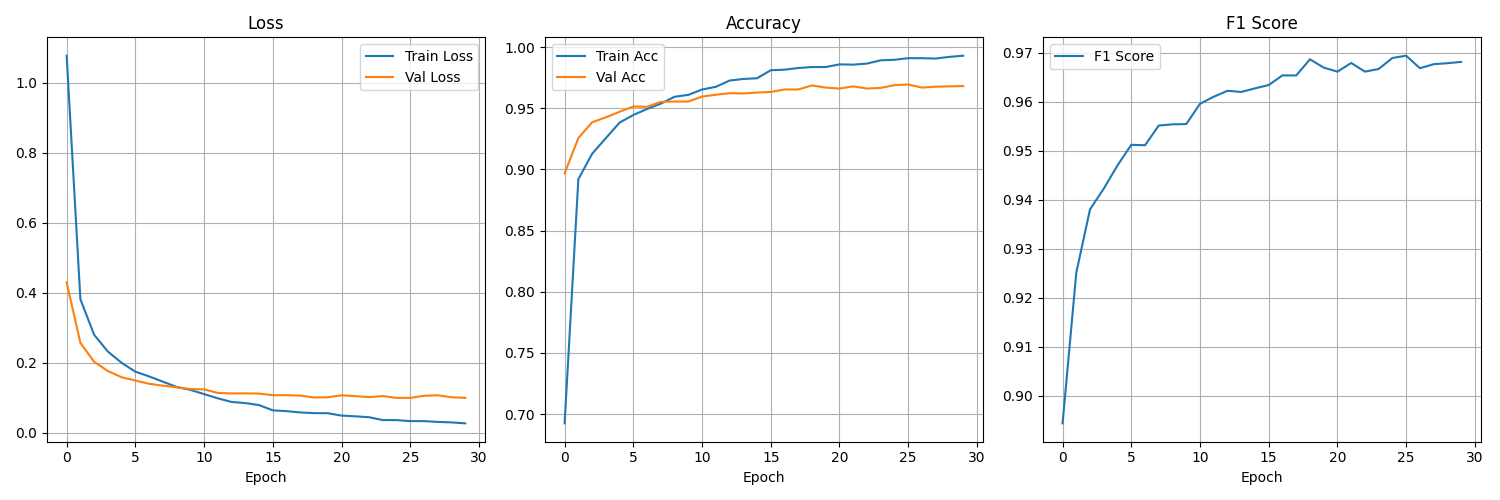 Loss
1.0
0.8
0.6
0.4
0.2
0.0
Train Loss
Val Loss
0 5 10 15 20 25 30
Epoch
Accuracy
1.00
0.95
0.90
0.85
0.80
0.75
0.70
Train Acc
Val Acc
0 5 10 15 20 25 30
Epoch
F1 Score
0.97
0.96
0.95
0.94
0.93
0.92
0.91
0.90
F1 Score
0 5 10 15 20 25 30
Epoch